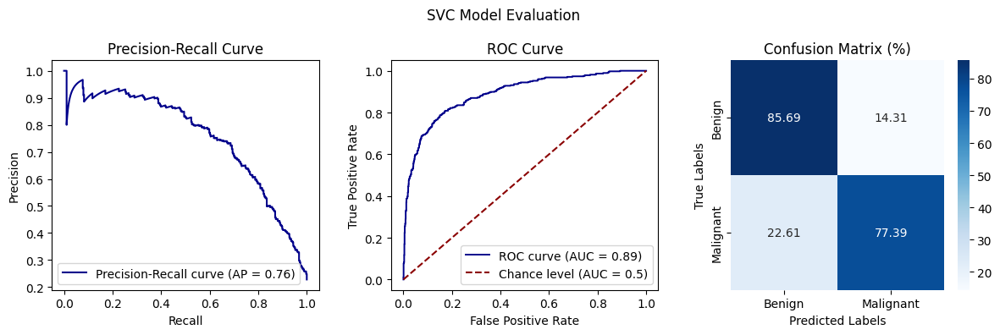 SVC Model Evaluation
Precision-Recall Curve
1.0
0.9
0.8
0.7
0.6
0.5
0.4
0.3
0.2
Precision
0.0
0.2
0.4
0.6
0.8
1.0
Recall
Precision-Recall curve (AP = 0.76)
ROC Curve
1.0
0.8
0.6
0.4
0.2
0.0
True Positive Rate
0.0
0.2
0.4
0.6
0.8
1.0
False Positive Rate
ROC curve (AUC = 0.89)
Chance level (AUC = 0.5)
Confusion Matrix (%)
True Labels
Benign
85.69
14.31
Malignant
22.61
77.39
Benign
Malignant
Predicted Labels
80
70
60
50
40
30
20